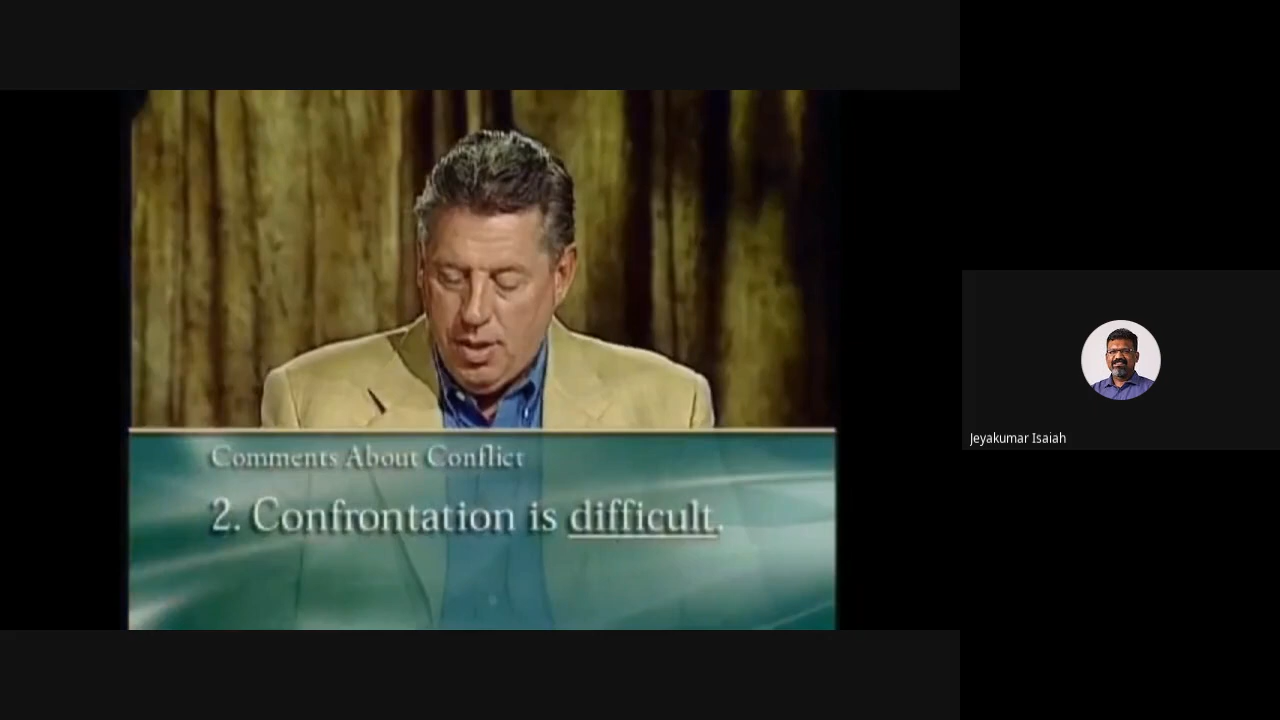 Comments About Conflict
2. Confrontation is difficult.
Jeyakumar Isaiah